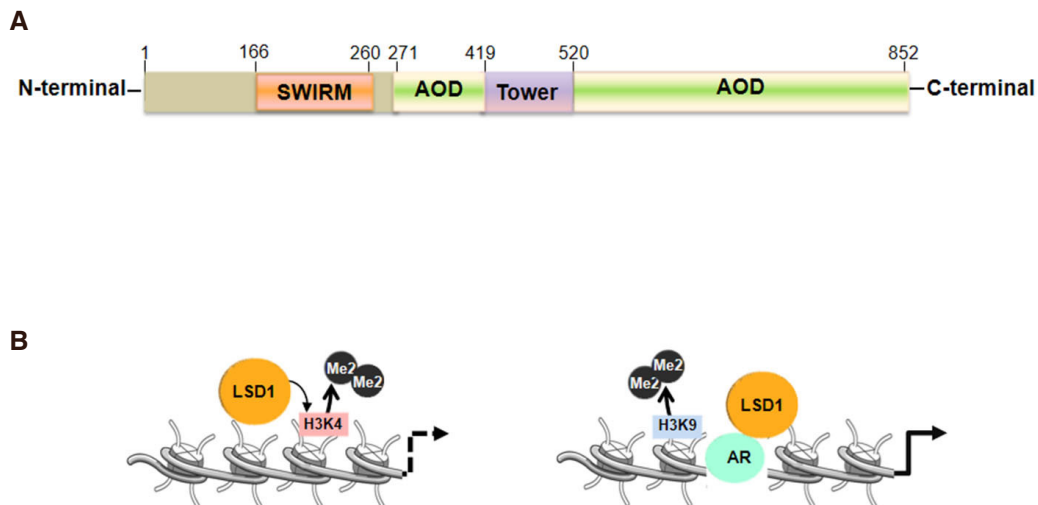 A
1 166 260 271 419 520 852
N-terminal SWIRM AOD Tower AOD C-terminal
B
Me2 Me2 LSD1 H3K4
Me2 Me2 LSD1 H3K9 AR